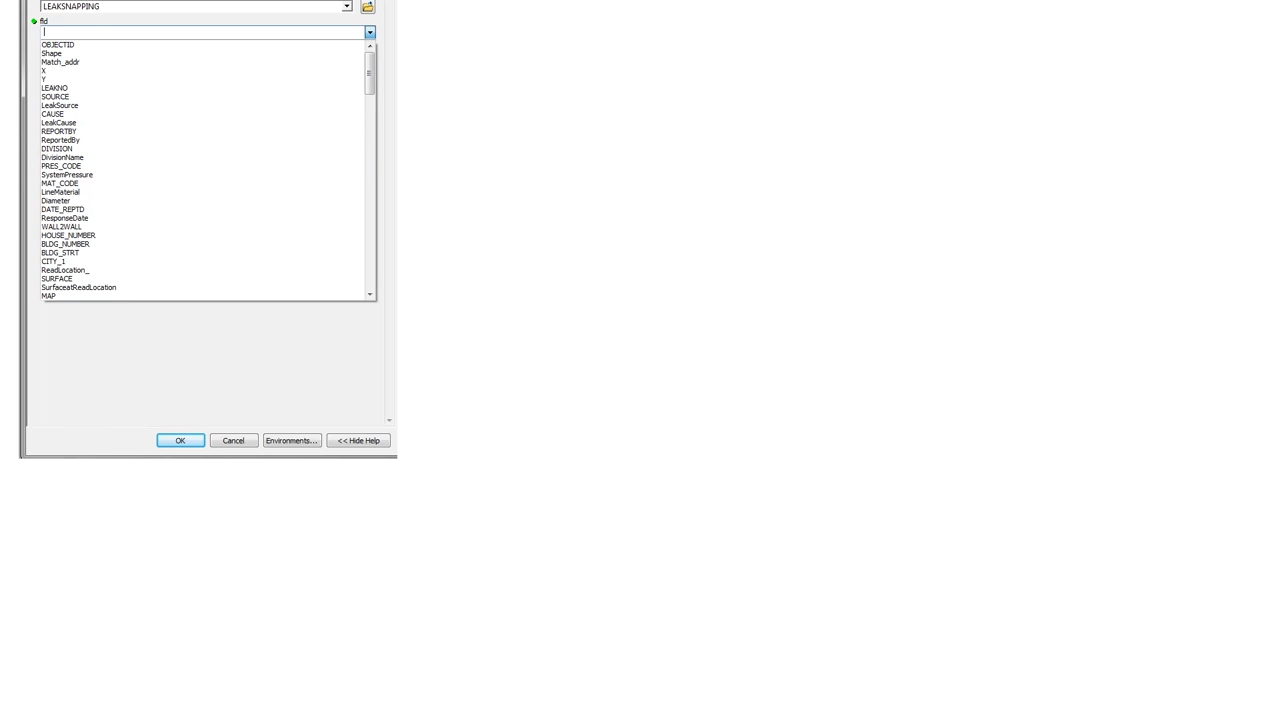 LEAKSNAPPING
fld
OBJECTID
Shape
Match_addr
X
Y
LEAKNO
SOURCE
LeakSource
CAUSE
LeakCause
REPORTBY
ReportedBy
DIVISION
DivisionName
PRES_CODE
SystemPressure
MAT_CODE
LineMaterial
Diameter
DATE_REPTD
ResponseDate
WALL2WALL
HOUSE_NUMBER
BLDG_NUMBER
BLDG_STRT
CITY_1
ReadLocation_
SURFACE
SurfaceatReadLocation
MAP
OK Cancel Environments... << Hide Help